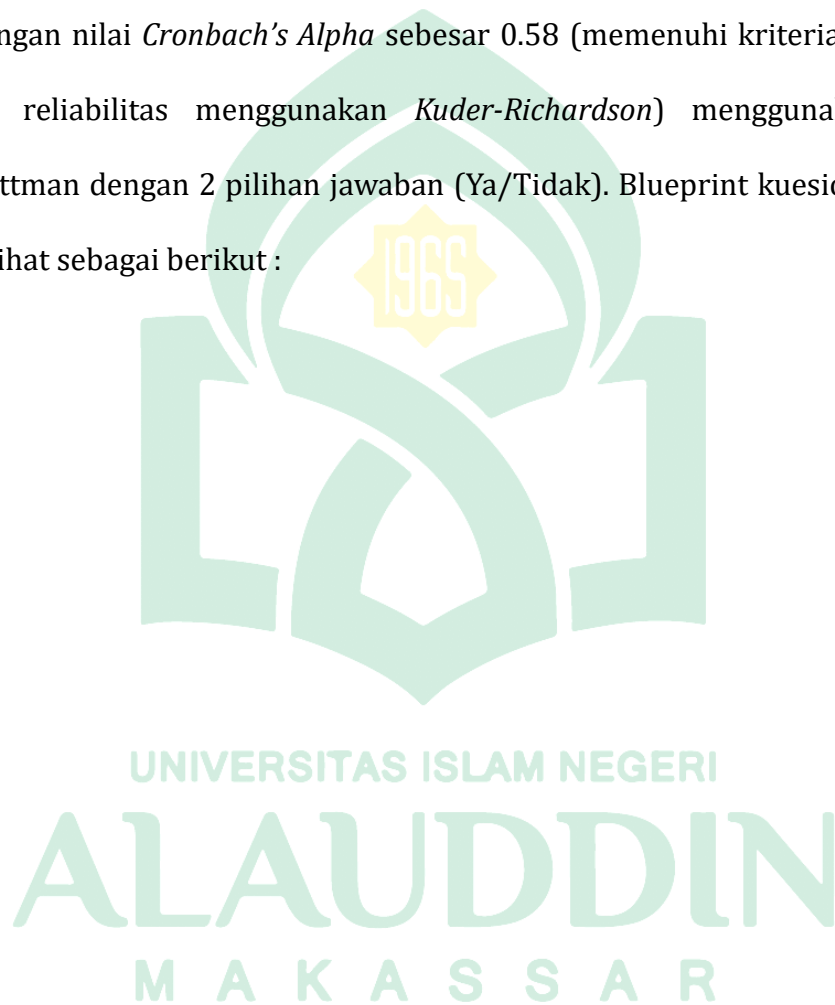 ngan nilai Cronbach's Alpha sebesar 0.58 (memenuhi kriteria
reliabilitas menggunakan Kuder-Richardson) menggunal
ttman dengan 2 pilihan jawaban (Ya/Tidak). Blueprint kuesio
ihat sebagai berikut :
1965
UNIVERSITAS ISLAM NEGERI
ALAUDDIN
MAKASSAR